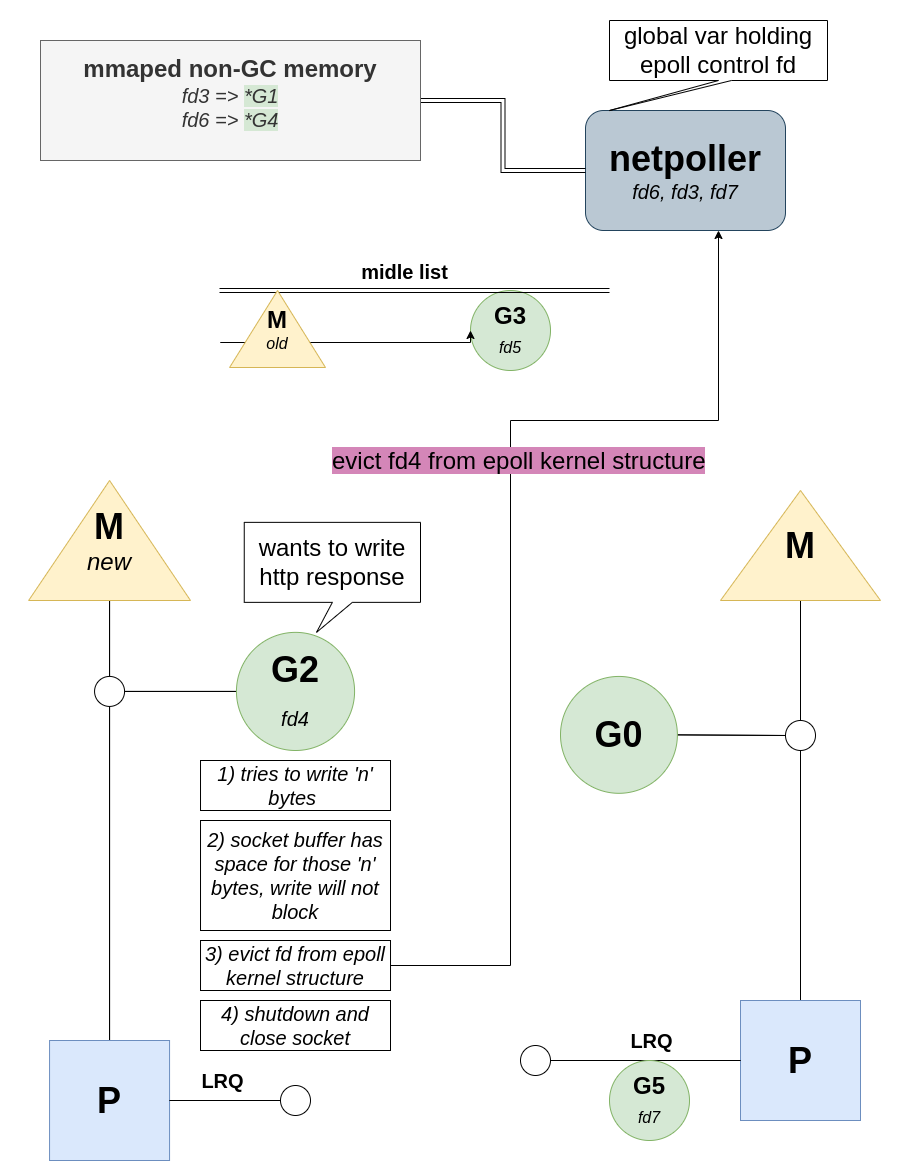 global var holding
epoll control fd
mmaped non-GC memory
fd3 => *G1
fd6 => *G4
netpoller
fd6, fd3, fd7
midle list
M
old
G3
fd5
evict fd4 from epoll kernel structure
M
new
wants to write
http response
M
G2
fd4
G0
1) tries to write 'n'
bytes
2) socket buffer has
space for those 'n'
bytes, write will not
block
3) evict fd from epoll
kernel structure
4) shutdown and
close socket
P
LRQ
LRQ
G5
fd7
P